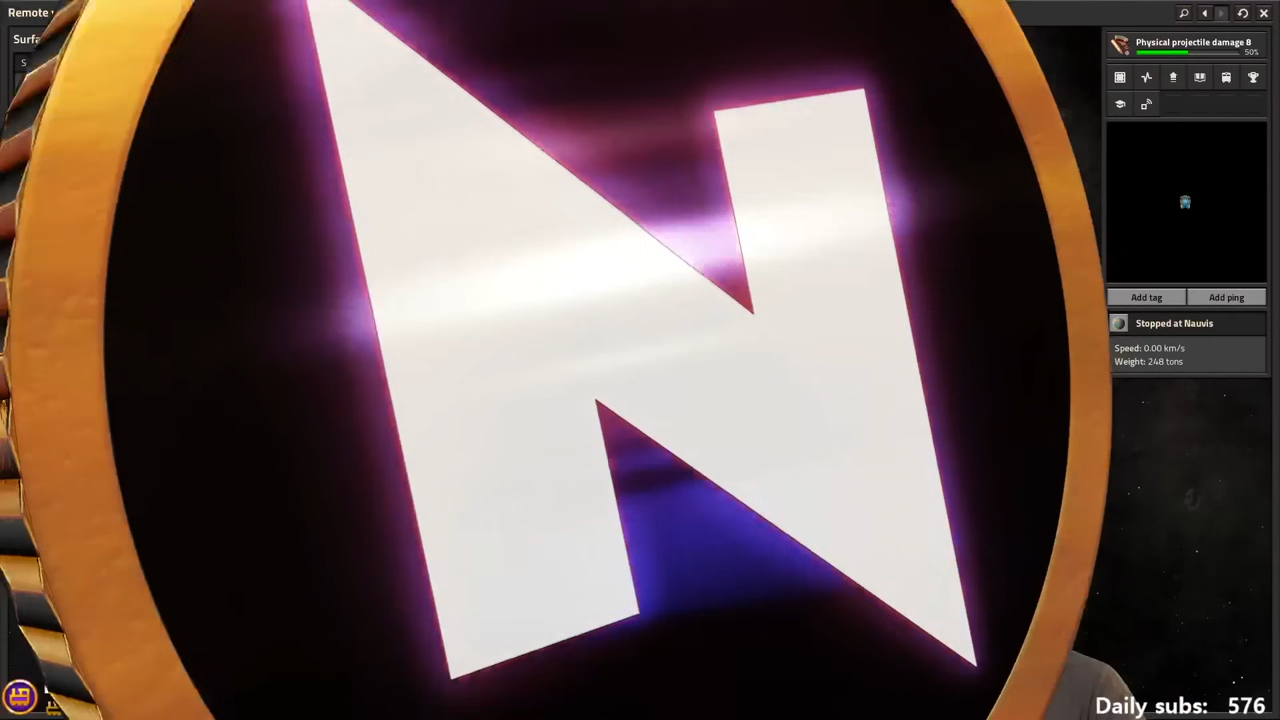 Remote
Surfa
S
N
Physical projectile damage 8
50%
Add tag
Add ping
Stopped at Nauvis
Speed: 0.00 km/s
Weight: 248 tons
Daily subs: 576